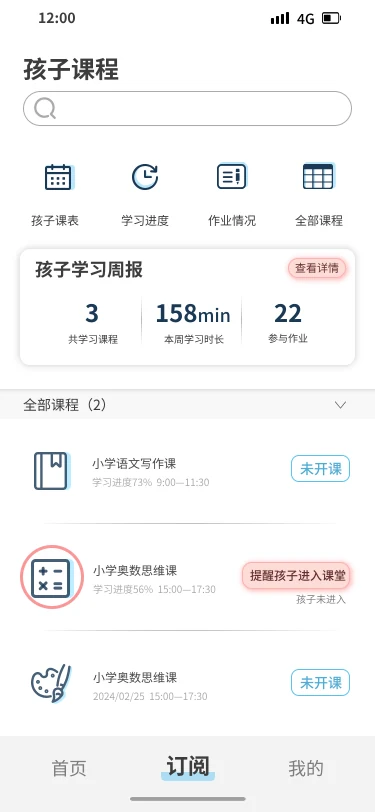 12:00 4G
孩子课程
孩子课表 学习进度 作业情况 全部课程
孩子学习周报 查看详情
3 158min 22
共学习课程 本周学习时长 参与作业
全部课程（2）
小学语文写作课
学习进度73% 9:00—11:30
未开课
小学奥数思维课
学习进度56% 15:00—17:30
提醒孩子进入课堂
孩子未进入
小学奥数思维课
2024/02/25 15:00—17:30
未开课
首页 订阅 我的